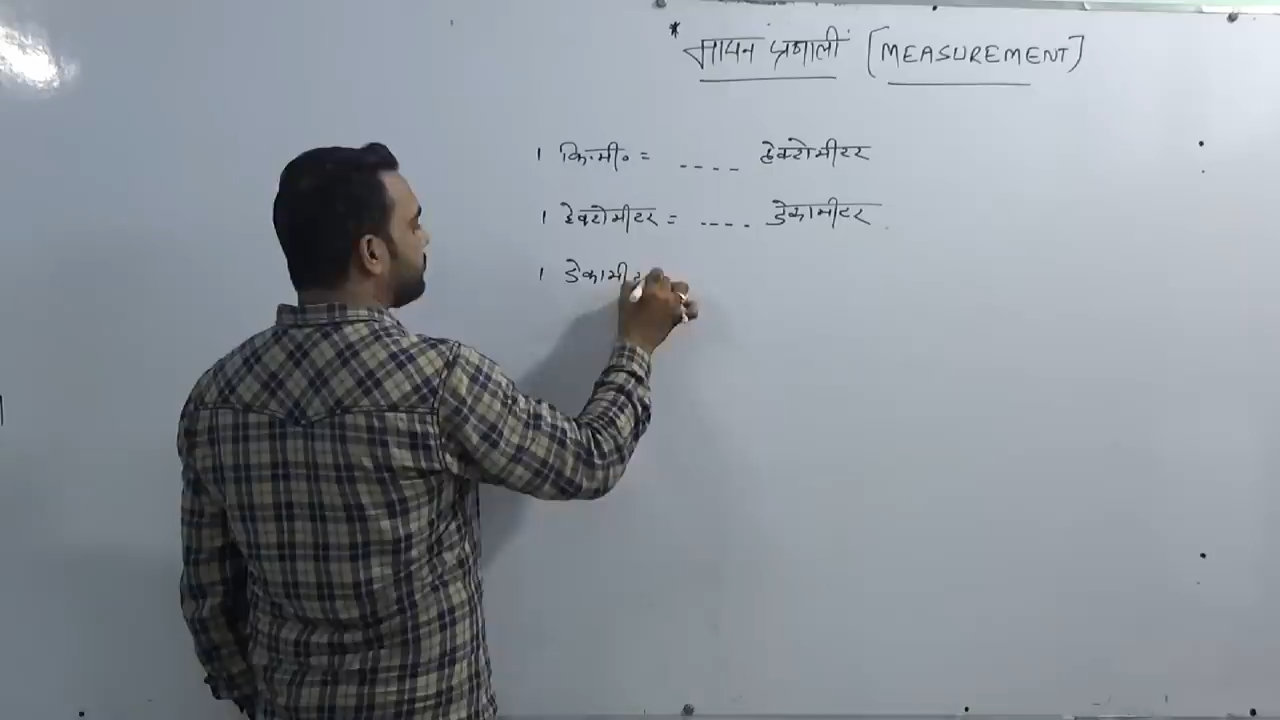 * मापन प्रणाली [MEASUREMENT]
1 कि.मी. = ---- हेक्टोमीटर
1 हेक्टोमीटर = ---- डेकामीटर
1 डेकामीट